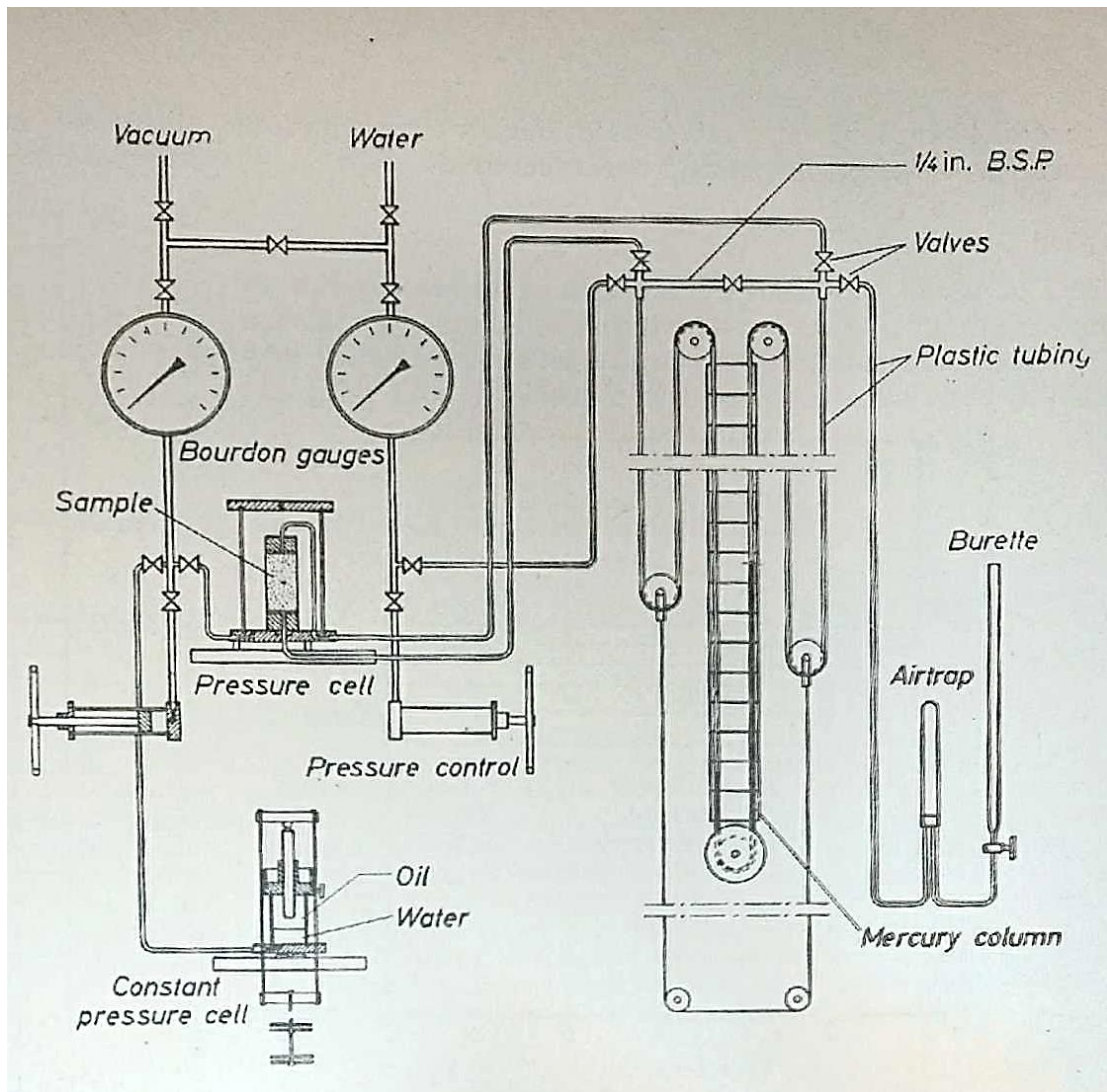 Vacuum
Water
1/4 in. B.S.P.
Valves
Plastic tubing
Bourdon gauges
Sample
Burette
Pressure cell
Airtrap
Pressure control
Oil
Water
Mercury column
Constant
pressure cell